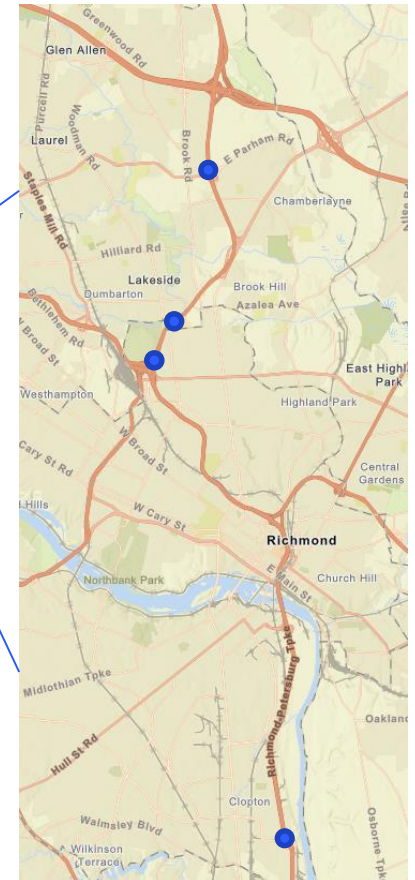 Greenwood Rd
Glen Allen
Purcell Rd
Woodman Rd
Laurel
Brook Rd
E Parham Rd
Staples Mill Rd
Chamberlayne
Hilliard Rd
Lakeside
Dumbarton
Brook Hill
Azalea Ave
Bethlehem Rd
N Broad St
Westhampton
East Highl
Park
Highland Park
W Broad St
Cary St Rd
Central
Gardens
d Hills
W Cary St
Richmond
E Main St
Northbank Park
Church Hill
Midlothian Tpke
Richmond-Petersburg Tpke
Oakland
Hull St Rd
Clopton
Walmsley Blvd
Osborne Tpke
Wilkinson
Terrace